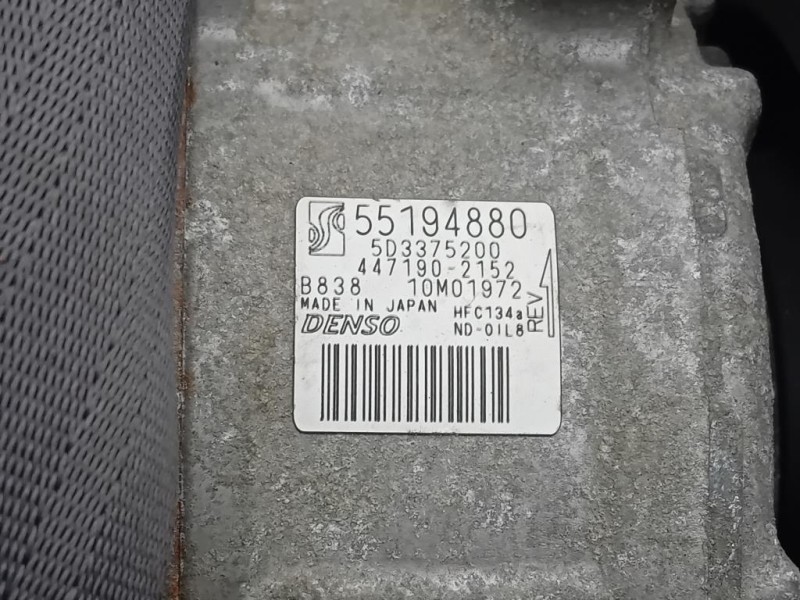 55194880
5D3375200
447190-2152
B838 10M01972
MADE IN JAPAN HFC134a
DENSO ND-OIL8
REV